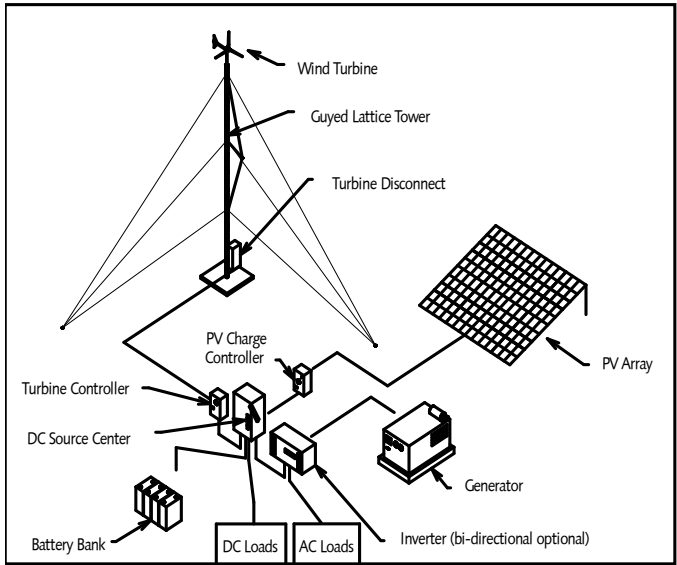 Wind Turbine
Guyed Lattice Tower
Turbine Disconnect
PV Charge
Controller
PV Array
Turbine Controller
DC Source Center
Generator
Battery Bank
DC Loads
AC Loads
Inverter (bi-directional optional)